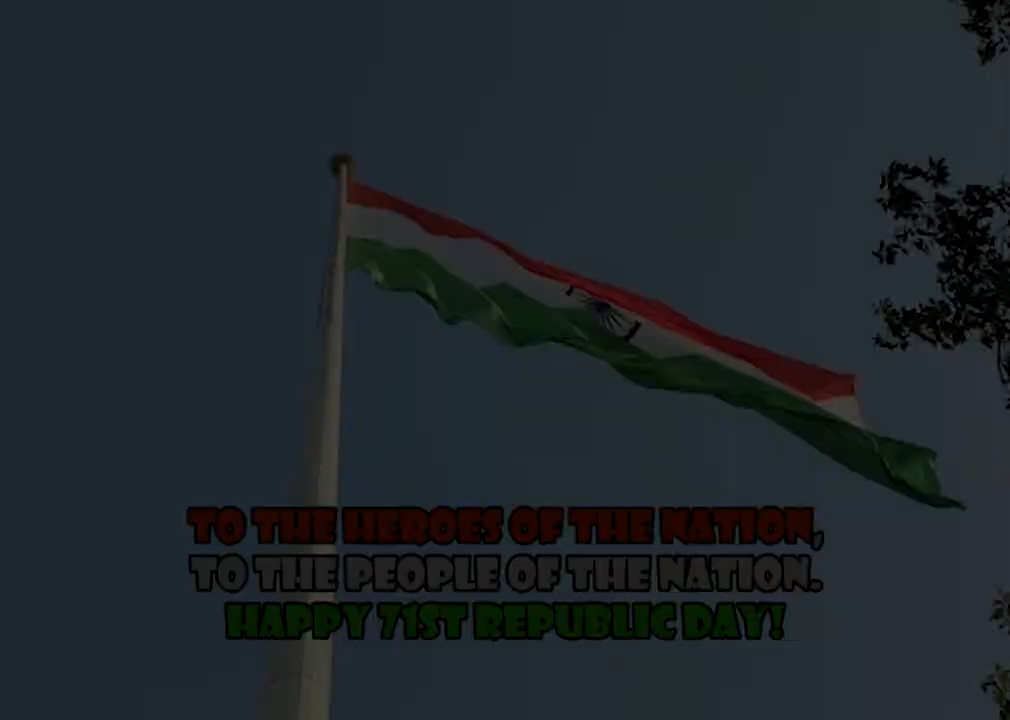 TO THE HEROES OF THE NATION,
TO THE PEOPLE OF THE NATION.
HAPPY 71ST REPUBLIC DAY!